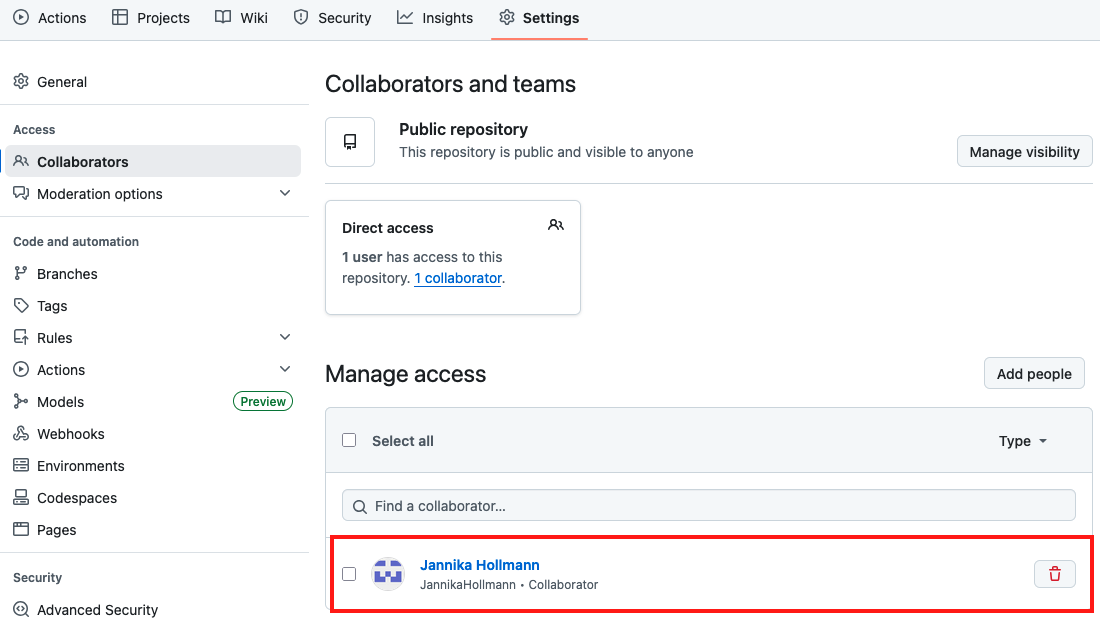 Actions Projects Wiki Security Insights Settings
General
Access
Collaborators
Moderation options
Code and automation
Branches
Tags
Rules
Actions
Models Preview
Webhooks
Environments
Codespaces
Pages
Security
Advanced Security
Collaborators and teams
Public repository
This repository is public and visible to anyone
Manage visibility
Direct access
1 user has access to this
repository. 1 collaborator.
Manage access
Add people
Select all
Type
Find a collaborator...
Jannika Hollmann
JannikaHollmann • Collaborator